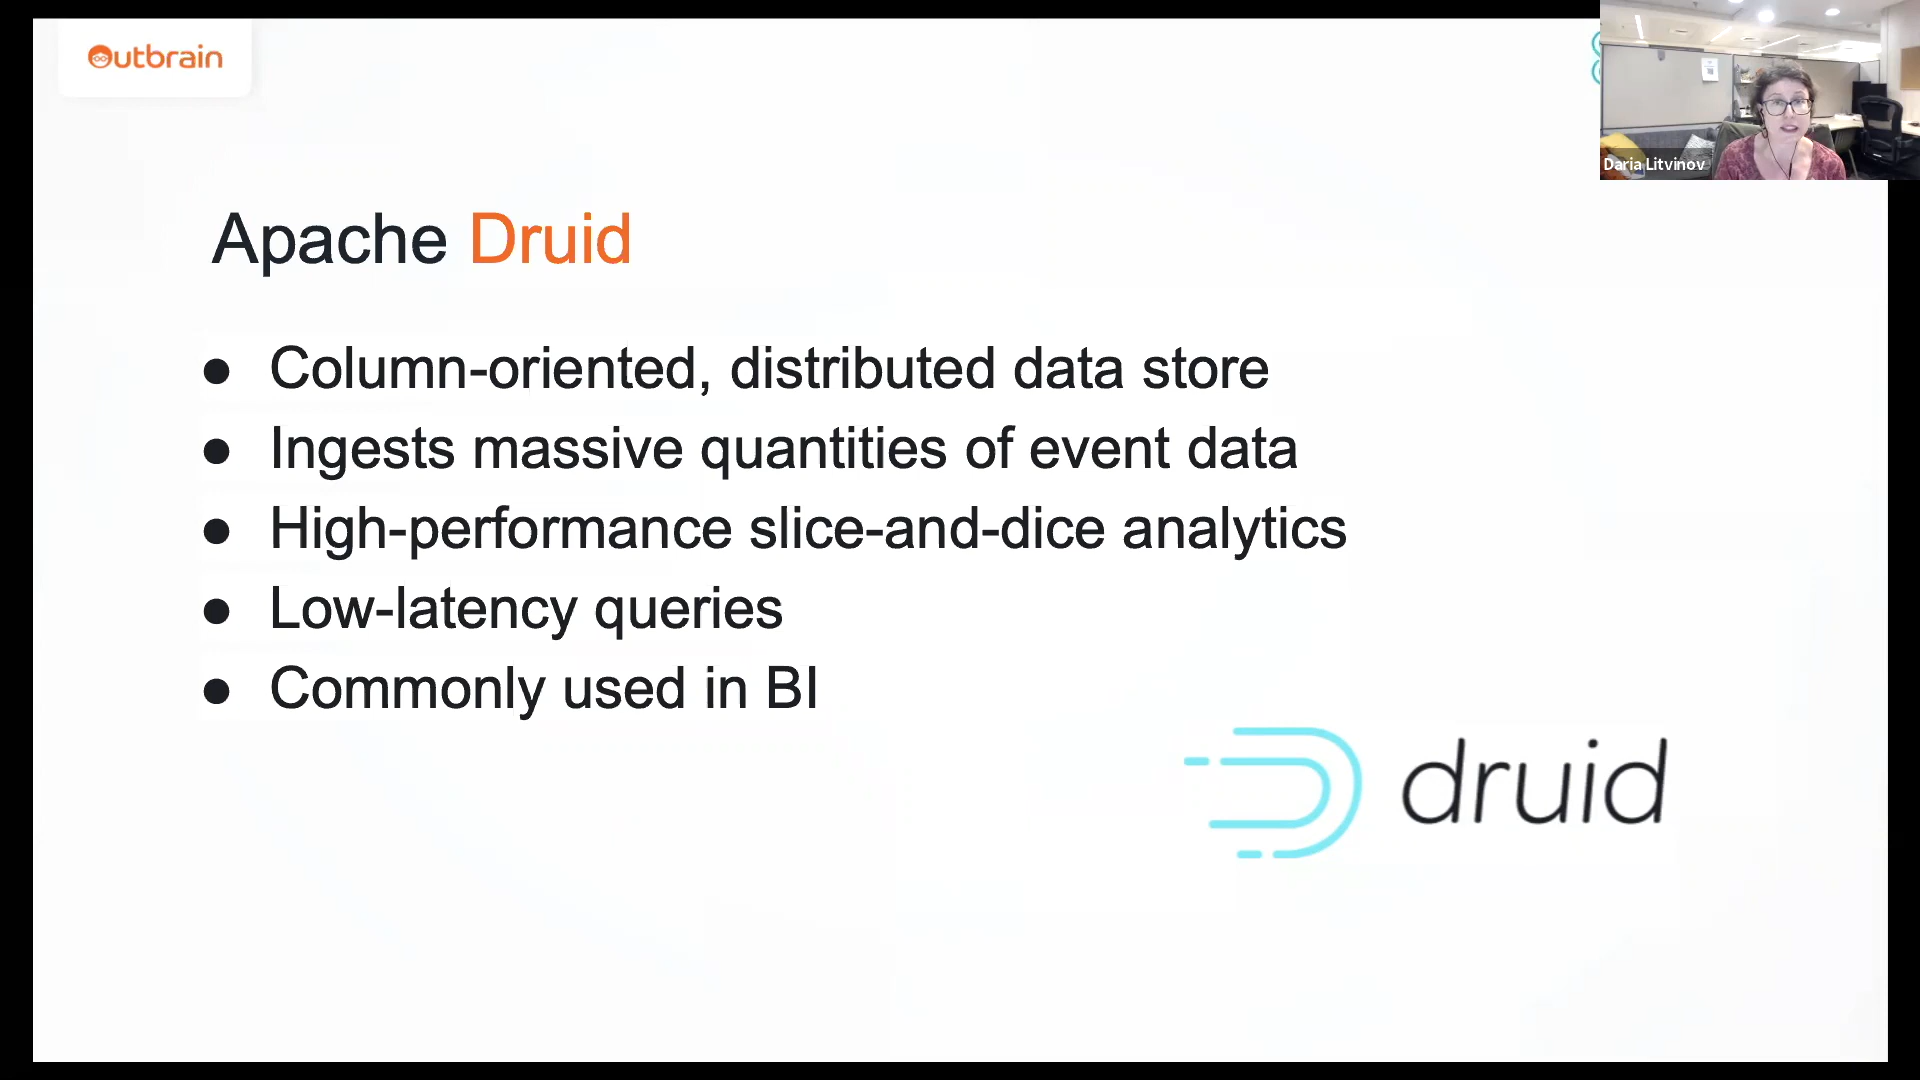 Outbrain
Daria Litvinov
Apache Druid
● Column-oriented, distributed data store
● Ingests massive quantities of event data
● High-performance slice-and-dice analytics
● Low-latency queries
● Commonly used in BI
druid